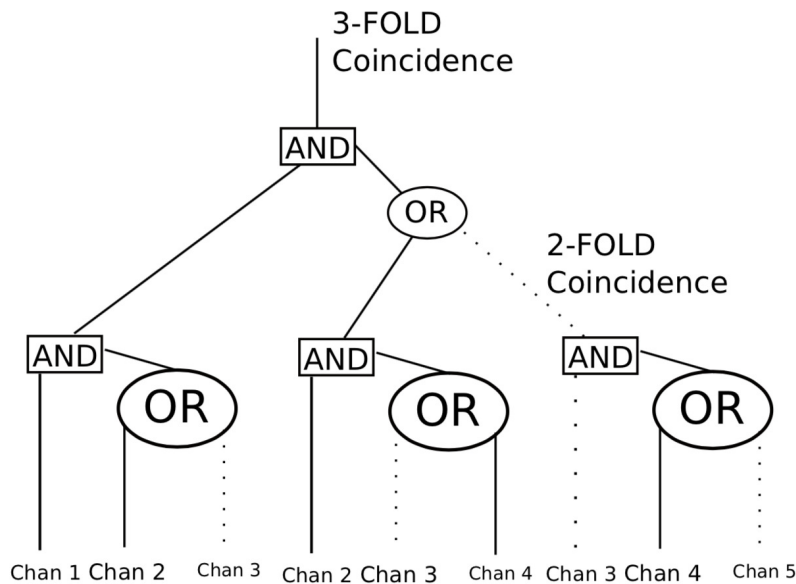 3-FOLD
Coincidence
AND
OR
2-FOLD
Coincidence
AND
AND
AND
OR
OR
OR
Chan 1 Chan 2 Chan 3 Chan 2 Chan 3 Chan 4 Chan 3 Chan 4 Chan 5